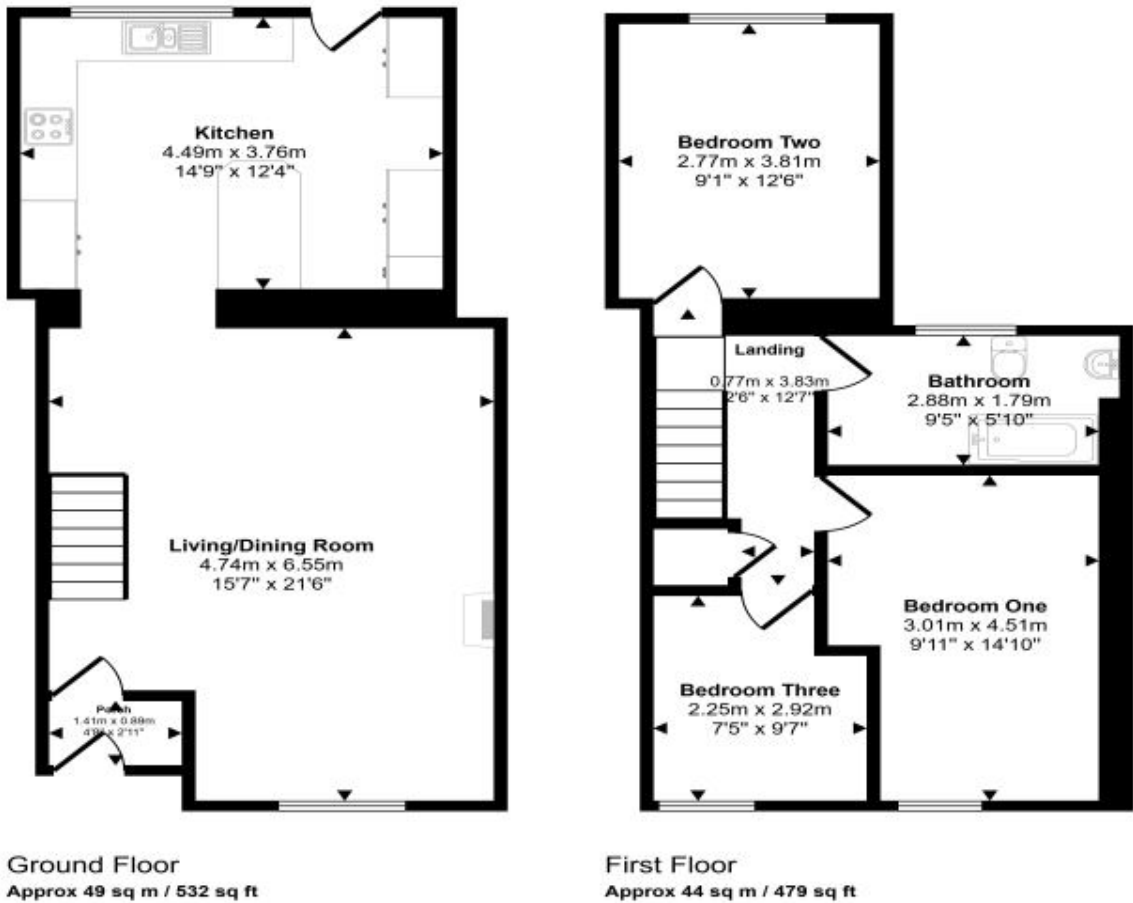 Kitchen
4.49m x 3.76m
14'9" x 12'4"
Living/Dining Room
4.74m x 6.55m
15'7" x 21'6"
Porch
1.41m x 0.89m
x 2'11"
Ground Floor
Approx 49 sq m / 532 sq ft
Bedroom Two
2.77m x 3.81m
9'1" x 12'6"
Landing
0.77m x 3.83m
2'6" x 12'7"
Bathroom
2.88m x 1.79m
9'5" x 5'10"
Bedroom One
3.01m x 4.51m
9'11" x 14'10"
Bedroom Three
2.25m x 2.92m
7'5" x 9'7"
First Floor
Approx 44 sq m / 479 sq ft